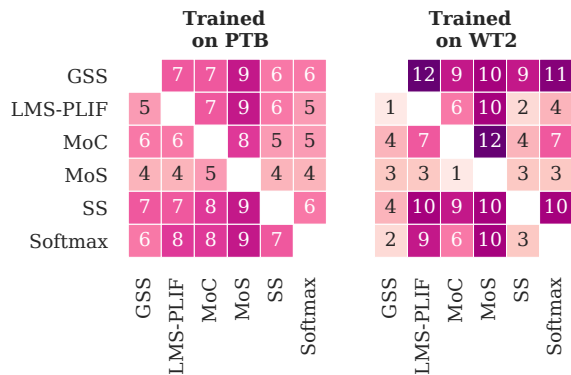 Trained
on PTB
Trained
on WT2
GSS 7 7 9 6 6 12 9 10 9 11
LMS-PLIF 5 7 9 6 5 1 6 10 2 4
MoC 6 6 8 5 5 4 7 12 4 7
MoS 4 4 5 4 4 3 3 1 3 3
SS 7 7 8 9 6 4 10 9 10 10
Softmax 6 8 8 9 7 2 9 6 10 3
GSS
LMS-PLIF
MoC
MoS
SS
Softmax
GSS
LMS-PLIF
MoC
MoS
SS
Softmax